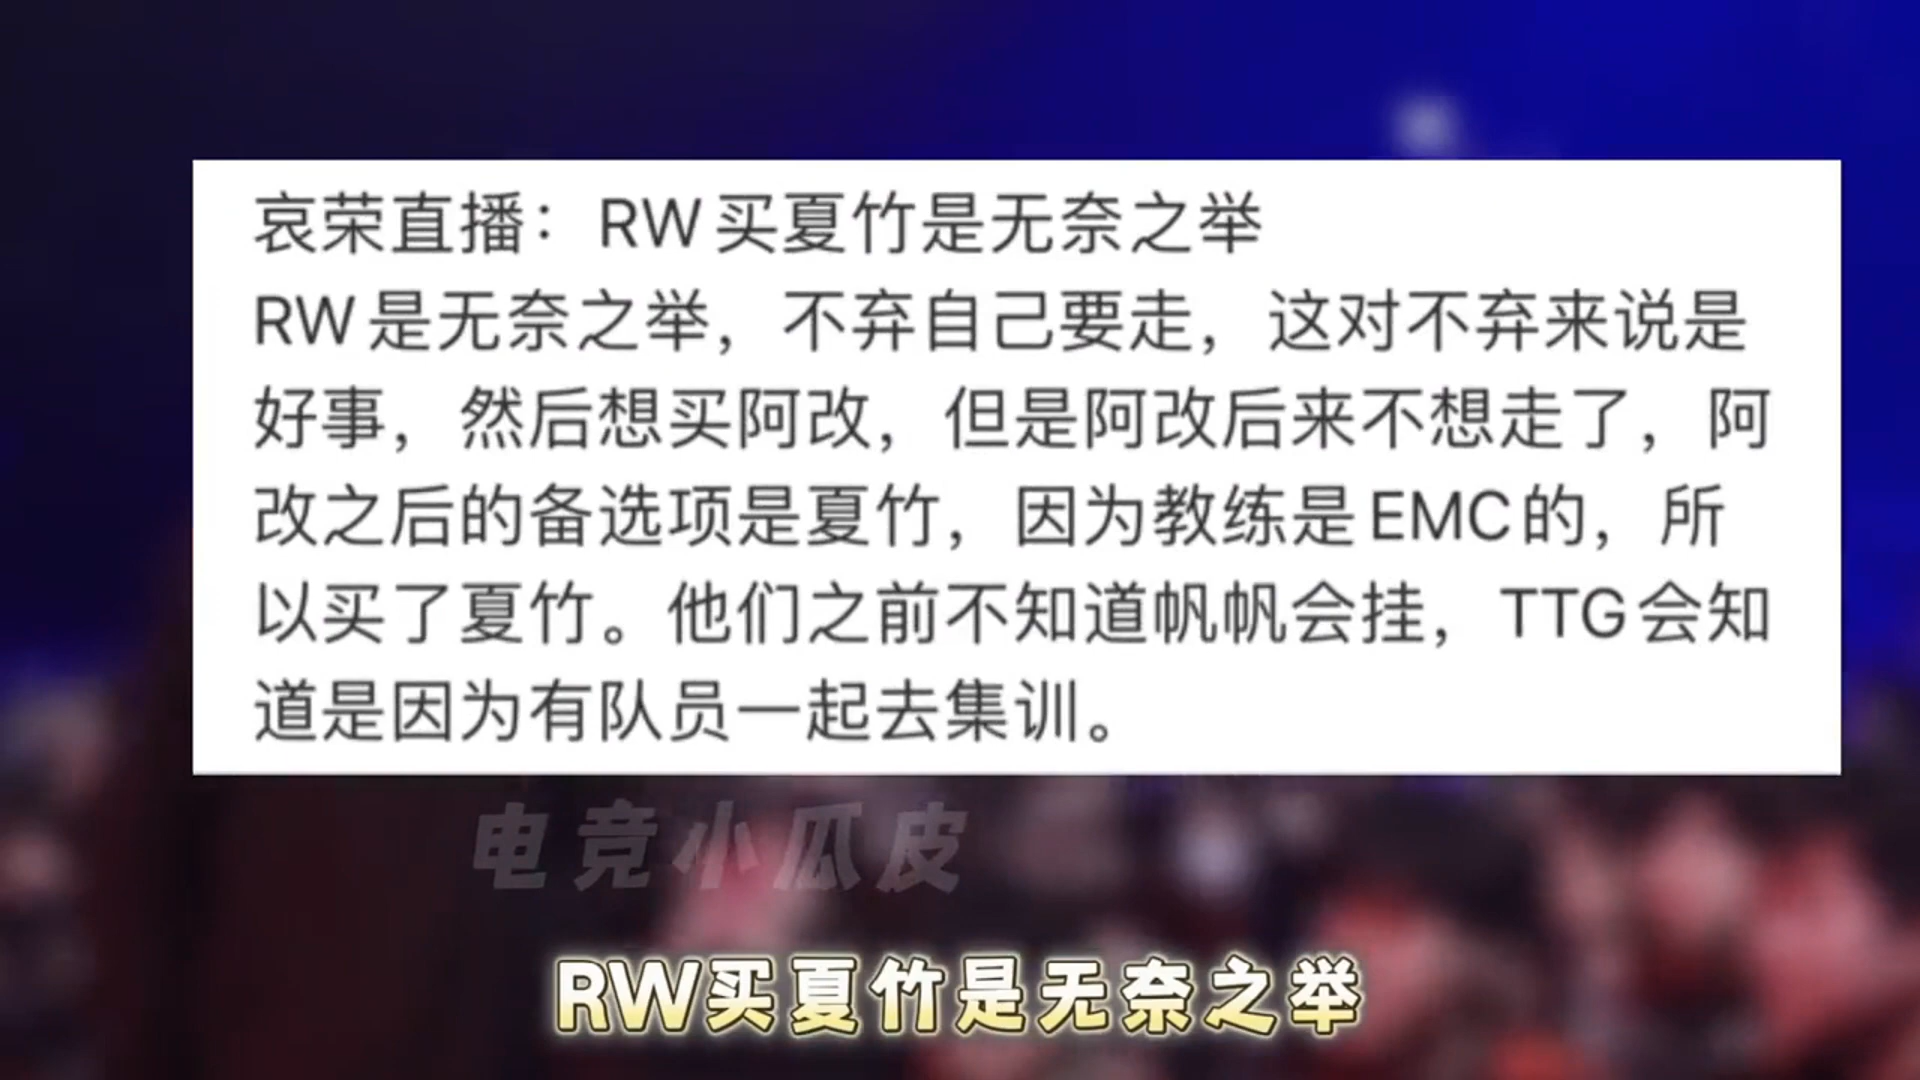 哀荣直播：RW买夏竹是无奈之举
RW是无奈之举，不弃自己要走，这对不弃来说是
好事，然后想买阿改，但是阿改后来不想走了，阿
改之后的备选项是夏竹，因为教练是EMC的，所
以买了夏竹。他们之前不知道帆帆会挂，TTG会知
道是因为有队员一起去集训。
电竞小瓜皮
RW买夏竹是无奈之举